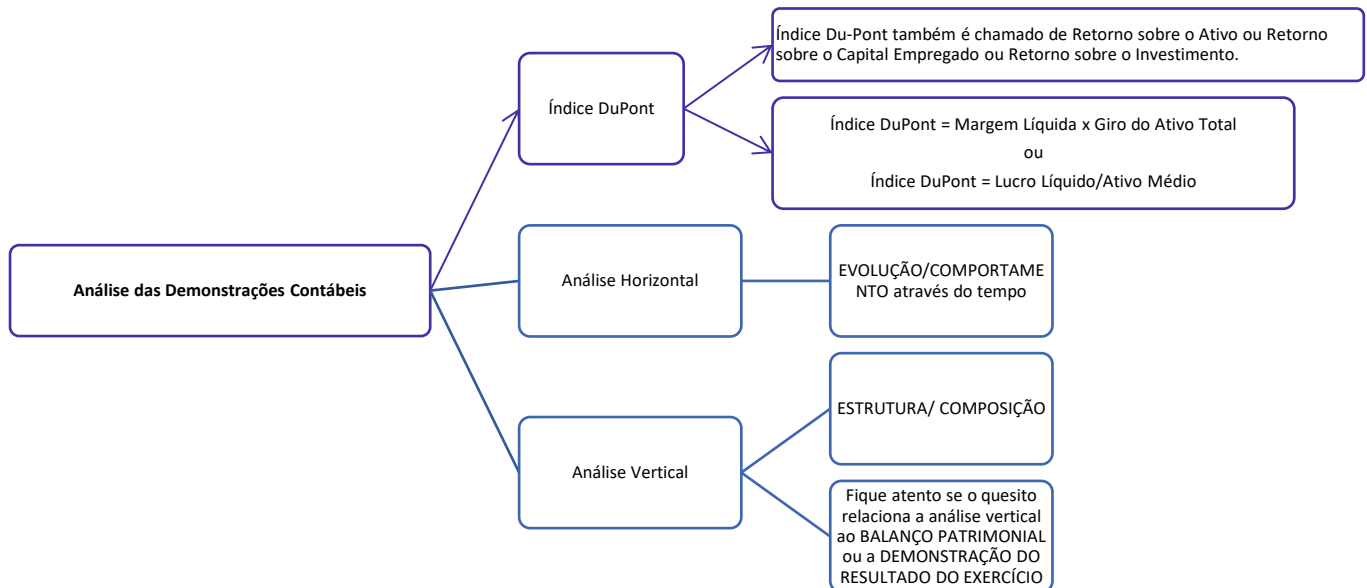 Análise das Demonstrações Contábeis
Índice DuPont
Índice Du-Pont também é chamado de Retorno sobre o Ativo ou Retorno
sobre o Capital Empregado ou Retorno sobre o Investimento.
Índice DuPont = Margem Líquida x Giro do Ativo Total
ou
Índice DuPont = Lucro Líquido/Ativo Médio
Análise Horizontal
EVOLUÇÃO/COMPORTAME
NTO através do tempo
Análise Vertical
ESTRUTURA/ COMPOSIÇÃO
Fique atento se o quesito
relaciona a análise vertical
ao BALANÇO PATRIMONIAL
ou a DEMONSTRAÇÃO DO
RESULTADO DO EXERCÍCIO